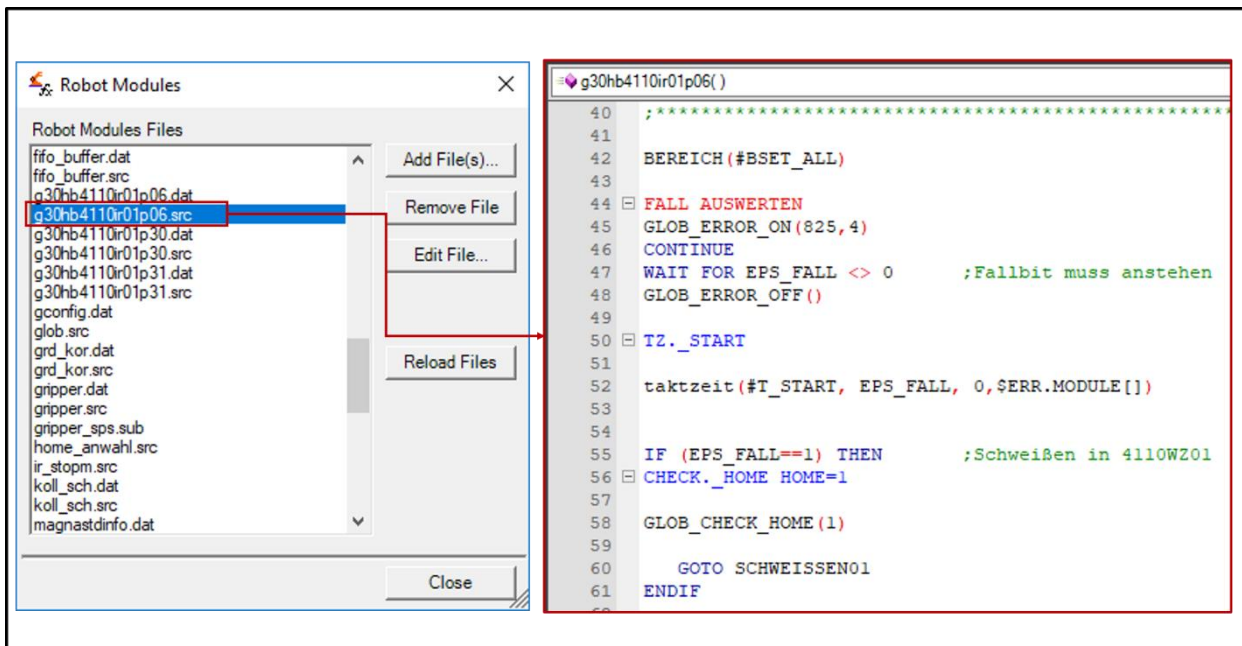 Robot Modules
Robot Modules Files
fifo_buffer.dat
fifo_buffer.src
g30hb4110ir01p06.dat
g30hb4110ir01p06.src
g30hb4110ir01p30.dat
g30hb4110ir01p30.src
g30hb4110ir01p31.dat
g30hb4110ir01p31.src
gconfig.dat
glob.src
grd_kor.dat
grd_kor.src
gripper.dat
gripper.src
gripper_sps.sub
home_anwahl.src
ir_stopm.src
koll_sch.dat
koll_sch.src
magnastdinfo.dat
Add File(s)...
Remove File
Edit File...
Reload Files
Close
g30hb4110ir01p06( )
40 ;****************************************************
41
42 BEREICH(#BSET_ALL)
43
44 FALL AUSWERTEN
45 GLOB_ERROR_ON(825,4)
46 CONTINUE
47 WAIT FOR EPS_FALL <> 0 ;Fallbit muss anstehen
48 GLOB_ERROR_OFF()
49
50 TZ._START
51
52 taktzeit(#T_START, EPS_FALL, 0,$ERR.MODULE[])
53
54
55 IF (EPS_FALL==1) THEN ;Schweißen in 4110WZ01
56 CHECK._HOME HOME=1
57
58 GLOB_CHECK_HOME(1)
59
60 GOTO SCHWEISSEN01
61 ENDIF